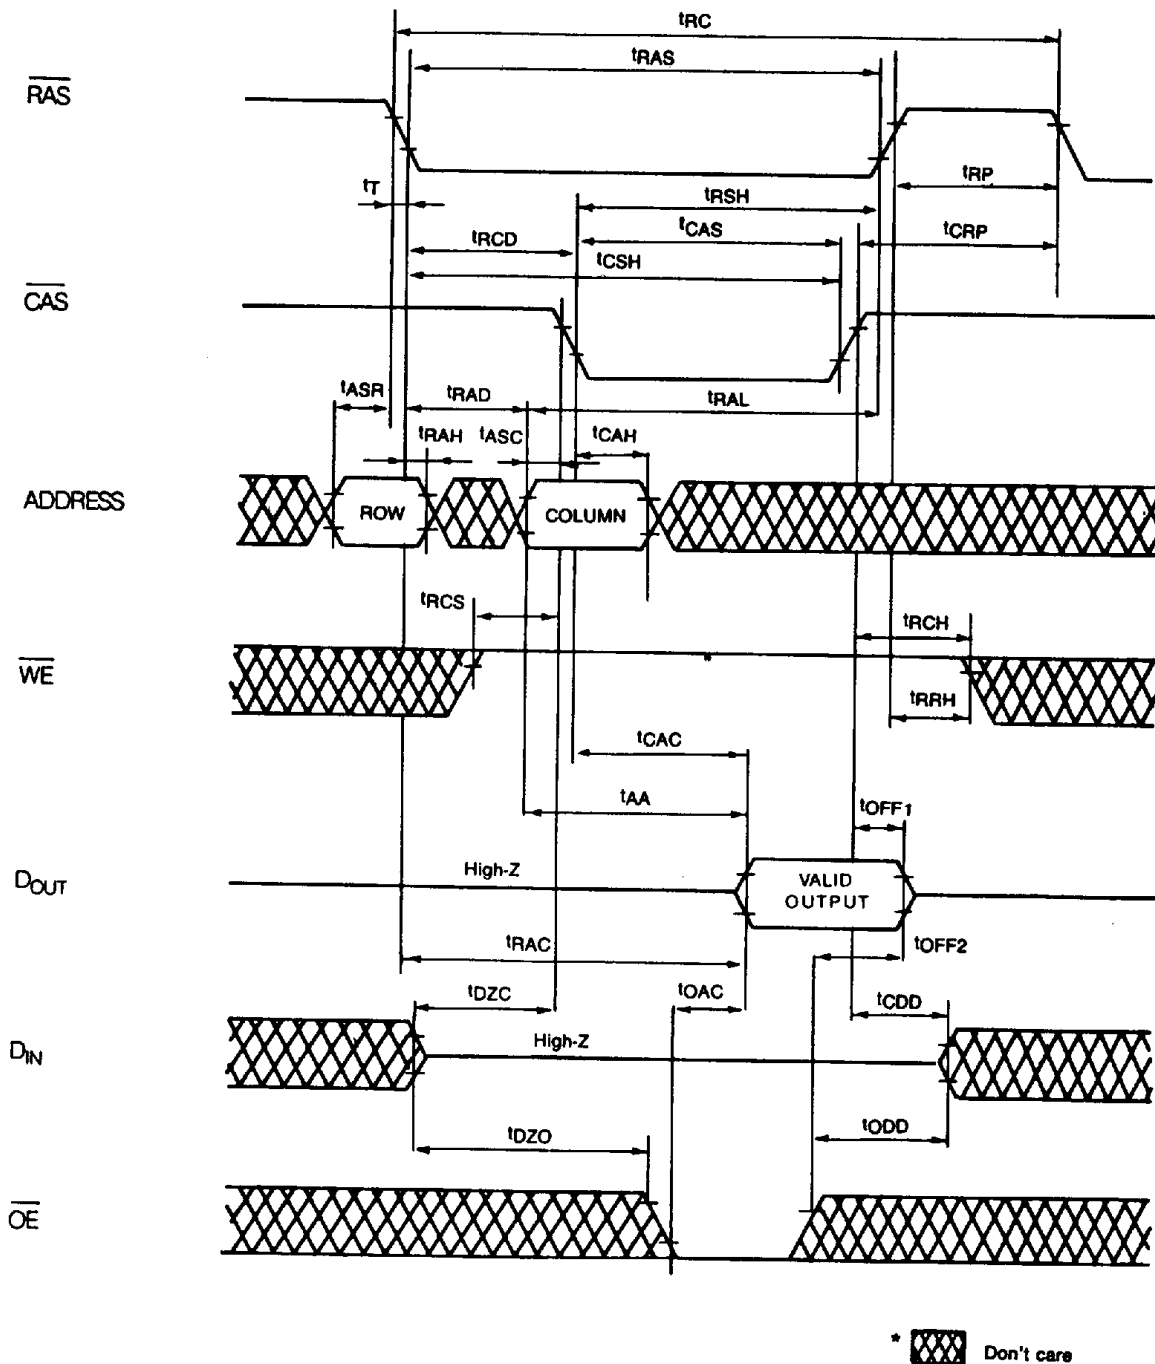 tRC
tRAS
RAS
tRP
tT
tRSH
tCAS
tCRP
tRCD
tCSH
CAS
tASR
tRAD
tRAL
tRAH
tASC
tCAH
ADDRESS
ROW
COLUMN
tRCS
tRCH
WE
tRRH
tCAC
tAA
tOFF1
High-Z
DOUT
VALID
OUTPUT
tRAC
tOFF2
tDZC
tOAC
tCDD
DIN
High-Z
tODD
tDZO
OE
* Don't care